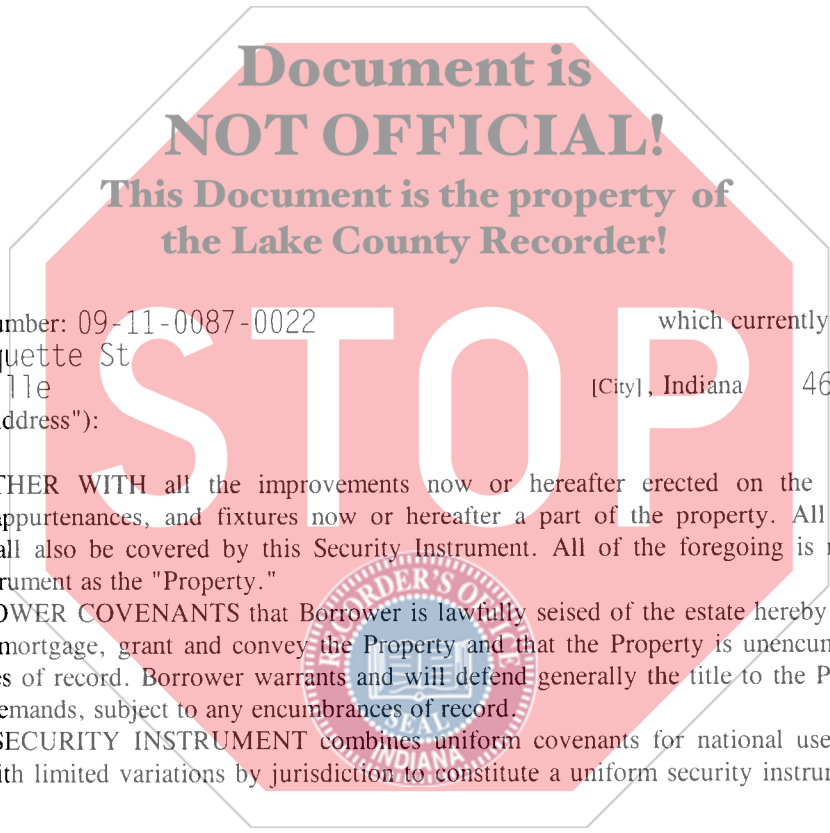 Document is
NOT OFFICIAL!
This Document is the property of
the Lake County Recorder!
umber: 09-11-0087-0022 which currently
quette St
lle [City], Indiana 46
ddress"):
STOP
THER WITH all the improvements now or hereafter erected on the
appurtenances, and fixtures now or hereafter a part of the property. All
all also be covered by this Security Instrument. All of the foregoing is
rument as the "Property."
OWER COVENANTS that Borrower is lawfully seised of the estate hereby
mortgage, grant and convey the Property and that the Property is unencum
es of record. Borrower warrants and will defend generally the title to the P
emands, subject to any encumbrances of record.
SECURITY INSTRUMENT combines uniform covenants for national use
ith limited variations by jurisdiction to constitute a uniform security instrum
RECORDER'S OFFICE
SEAL
INDIANA